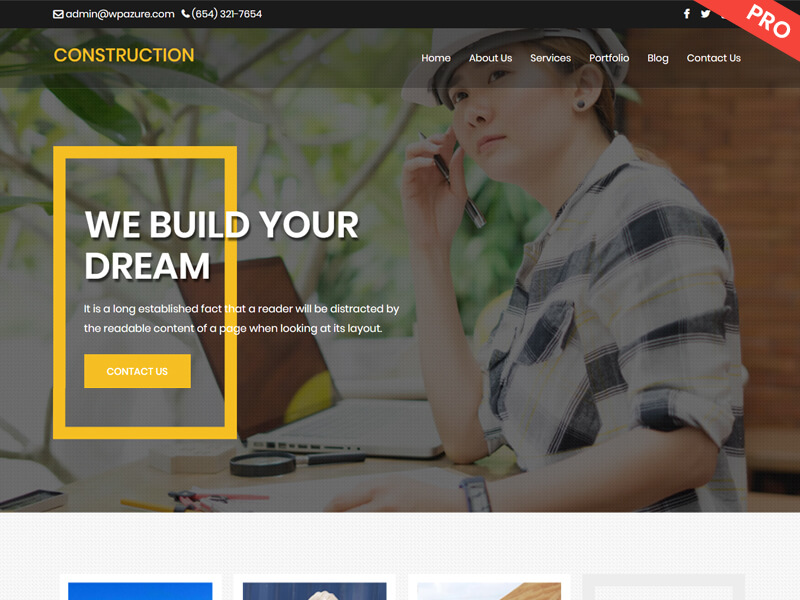 admin@wpazure.com (654) 321-7654
PRO
CONSTRUCTION
Home About Us Services Portfolio Blog Contact Us
WE BUILD YOUR
DREAM
It is a long established fact that a reader will be distracted by
the readable content of a page when looking at its layout.
CONTACT US